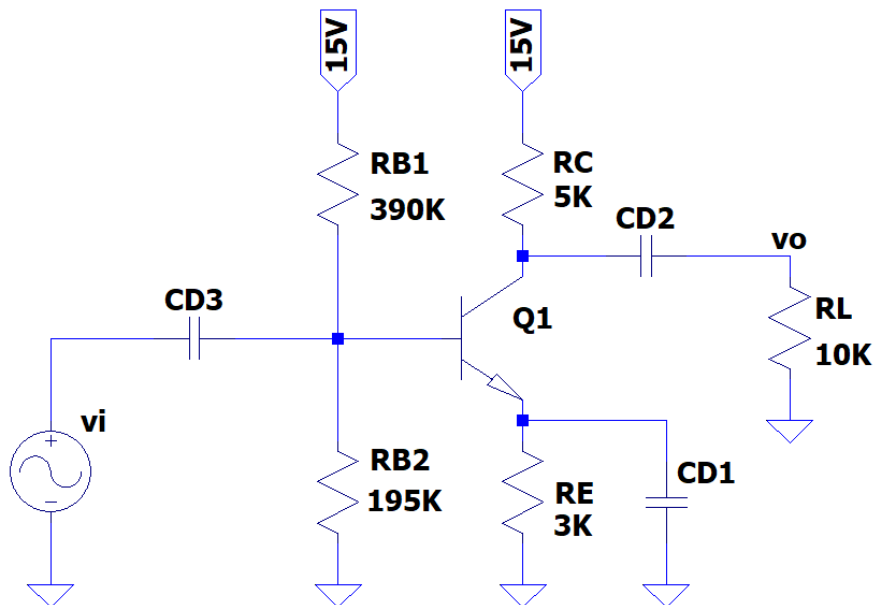 15V
15V
RB1
390K
RC
5K
CD2
vo
CD3
Q1
RL
10K
vi
RB2
195K
RE
3K
CD1